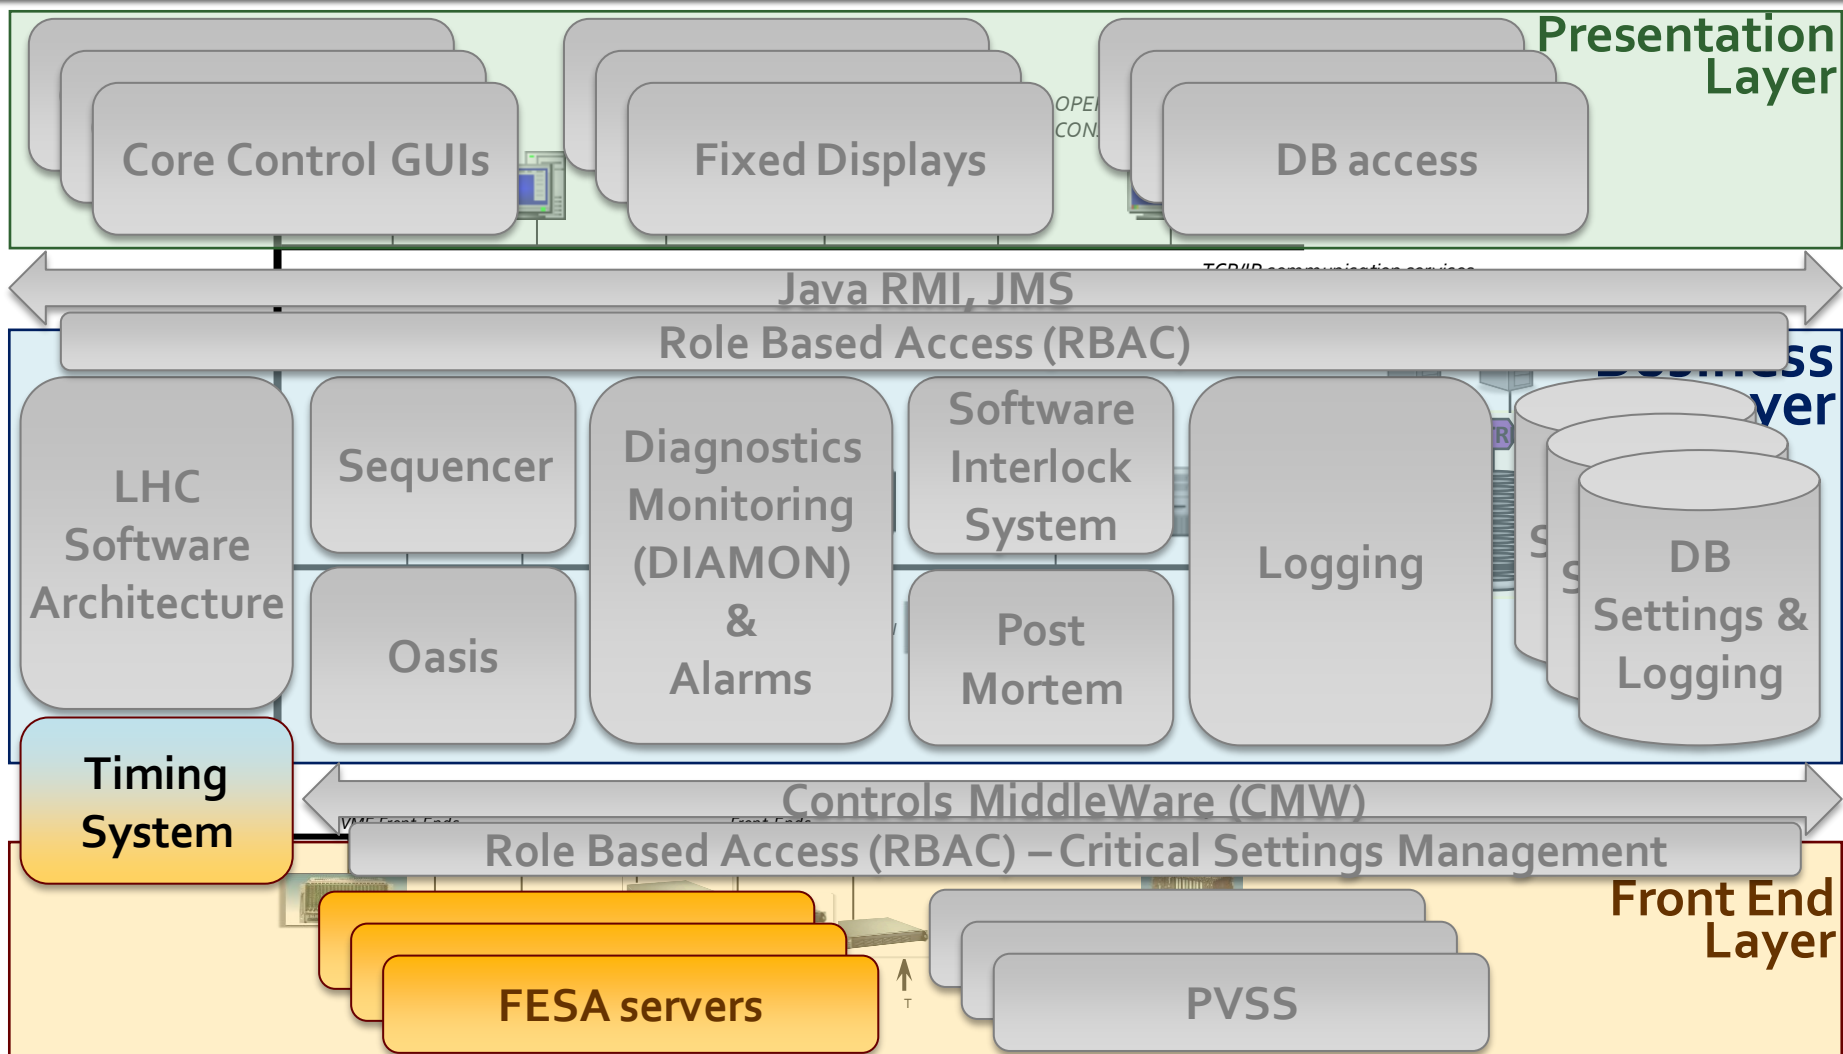 Presentation
Layer
Core Control GUIs
Fixed Displays
DB access
Java RMI, JMS
Role Based Access (RBAC)
LHC
Software
Architecture
Sequencer
Oasis
Diagnostics
Monitoring
(DIAMON)
&
Alarms
Software
Interlock
System
Post
Mortem
Logging
DB
Settings &
Logging
Timing
System
Controls MiddleWare (CMW)
Role Based Access (RBAC) – Critical Settings Management
Front End
Layer
FESA servers
T
PVSS